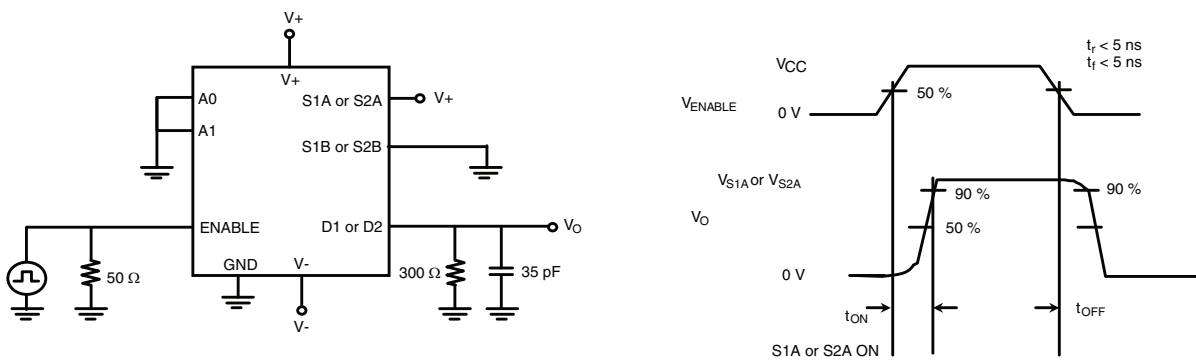 V+
V+
A0
A1
S1A or S2A
V+
S1B or S2B
ENABLE
D1 or D2
VO
GND
V-
50 Ω
300 Ω
35 pF
V-
tr < 5 ns
tf < 5 ns
VCC
VENABLE
50 %
0 V
VS1A or VS2A
VO
90 %
90 %
50 %
0 V
tON
tOFF
S1A or S2A ON